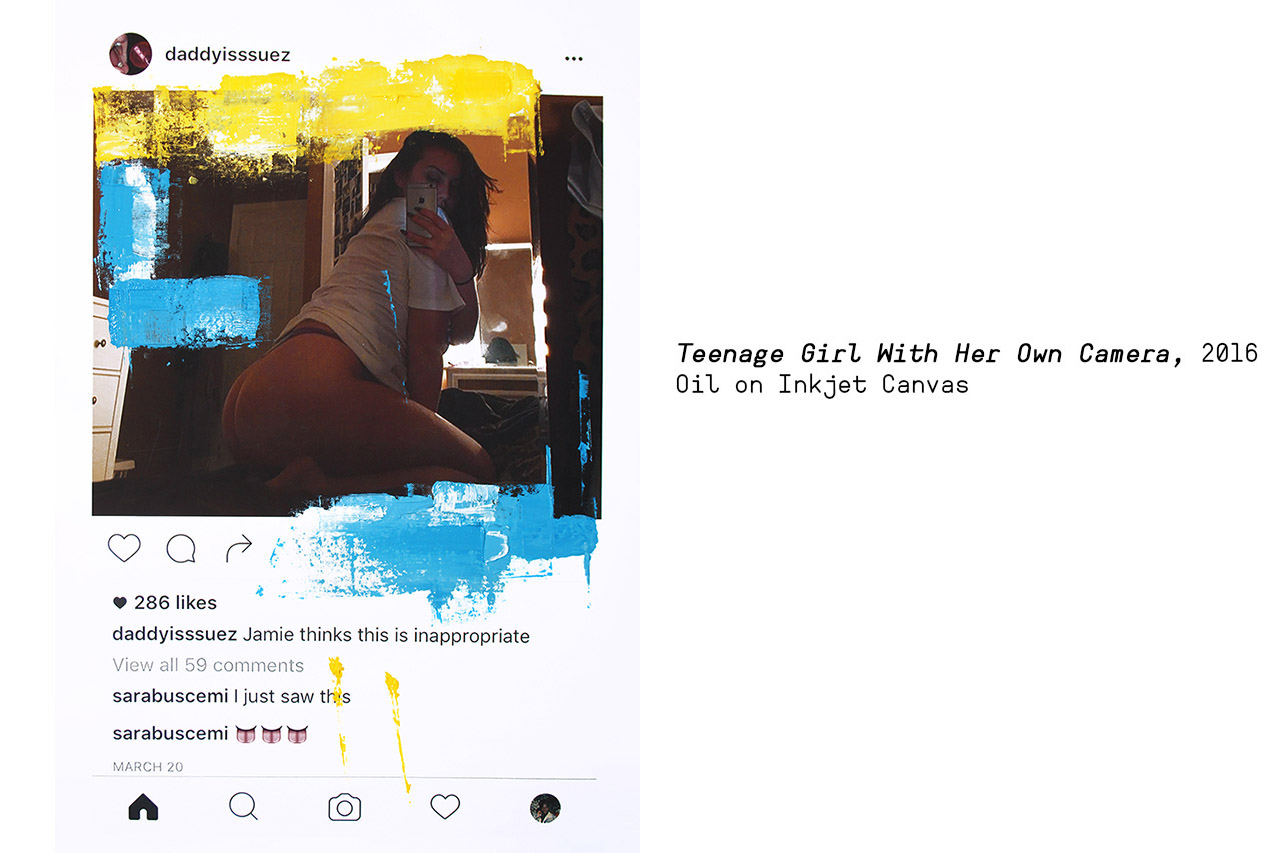 daddyisssuez
286 likes
daddyisssuez Jamie thinks this is inappropriate
View all 59 comments
sarabuscemi I just saw this
sarabuscemi
MARCH 20
Teenage Girl With Her Own Camera, 2016
Oil on Inkjet Canvas